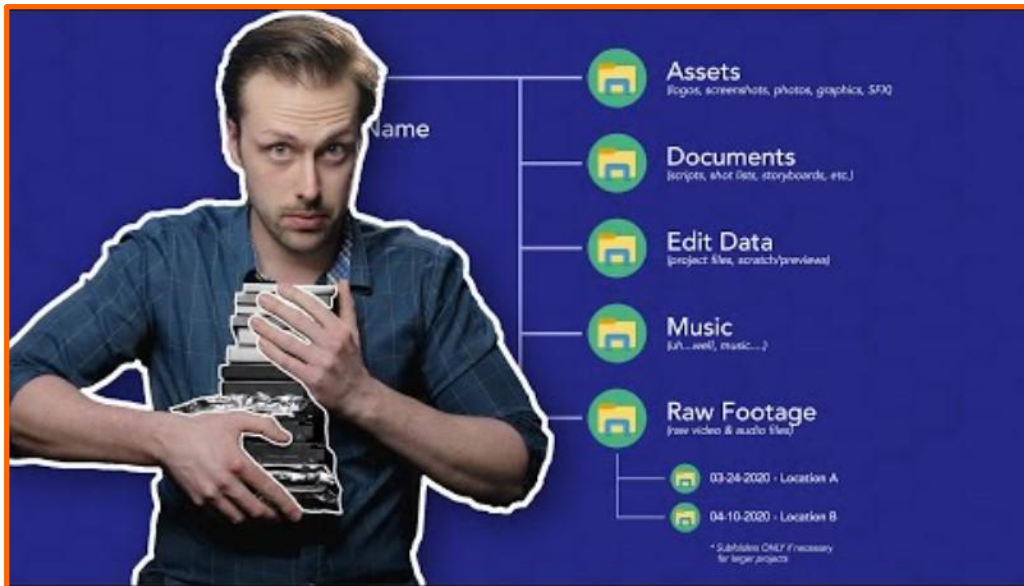 Name
Assets
(logos, screenshots, photos, graphics, SFX)
Documents
(scripts, shot lists, storyboards, etc.)
Edit Data
(project files, scratch/previews)
Music
(uh...well, music....)
Raw Footage
(raw video & audio files)
03-24-2020 - Location A
04-10-2020 - Location B
* Subfolders ONLY if necessary
for larger projects